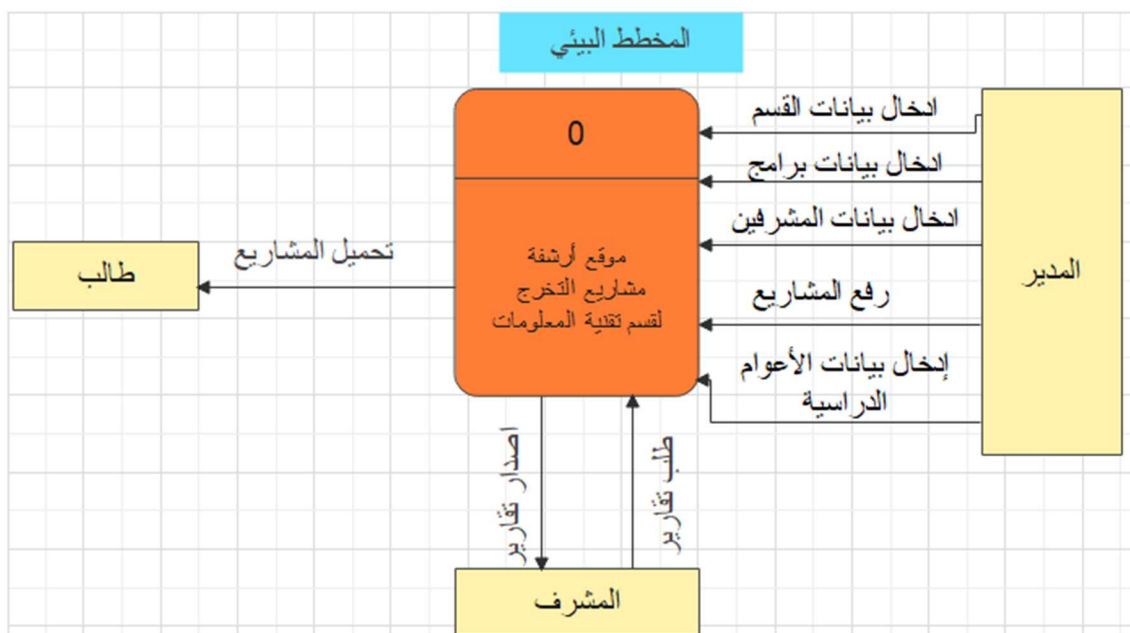 المخطط البيئي
0
موقع أرشفة
مشاريع التخرج
لقسم تقنية المعلومات
ادخال بيانات القسم
ادخال بيانات برامج
ادخال بيانات المشرفين
رفع المشاريع
إدخال بيانات الأعوام
الدراسية
المدير
تحميل المشاريع
طالب
اصدار تقارير
طلب تقارير
المشرف